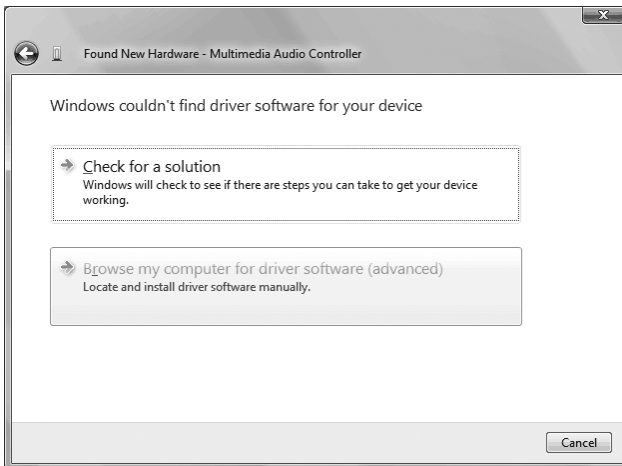 Found New Hardware - Multimedia Audio Controller
Windows couldn't find driver software for your device
Check for a solution
Windows will check to see if there are steps you can take to get your device
working.
Browse my computer for driver software (advanced)
Locate and install driver software manually.
Cancel